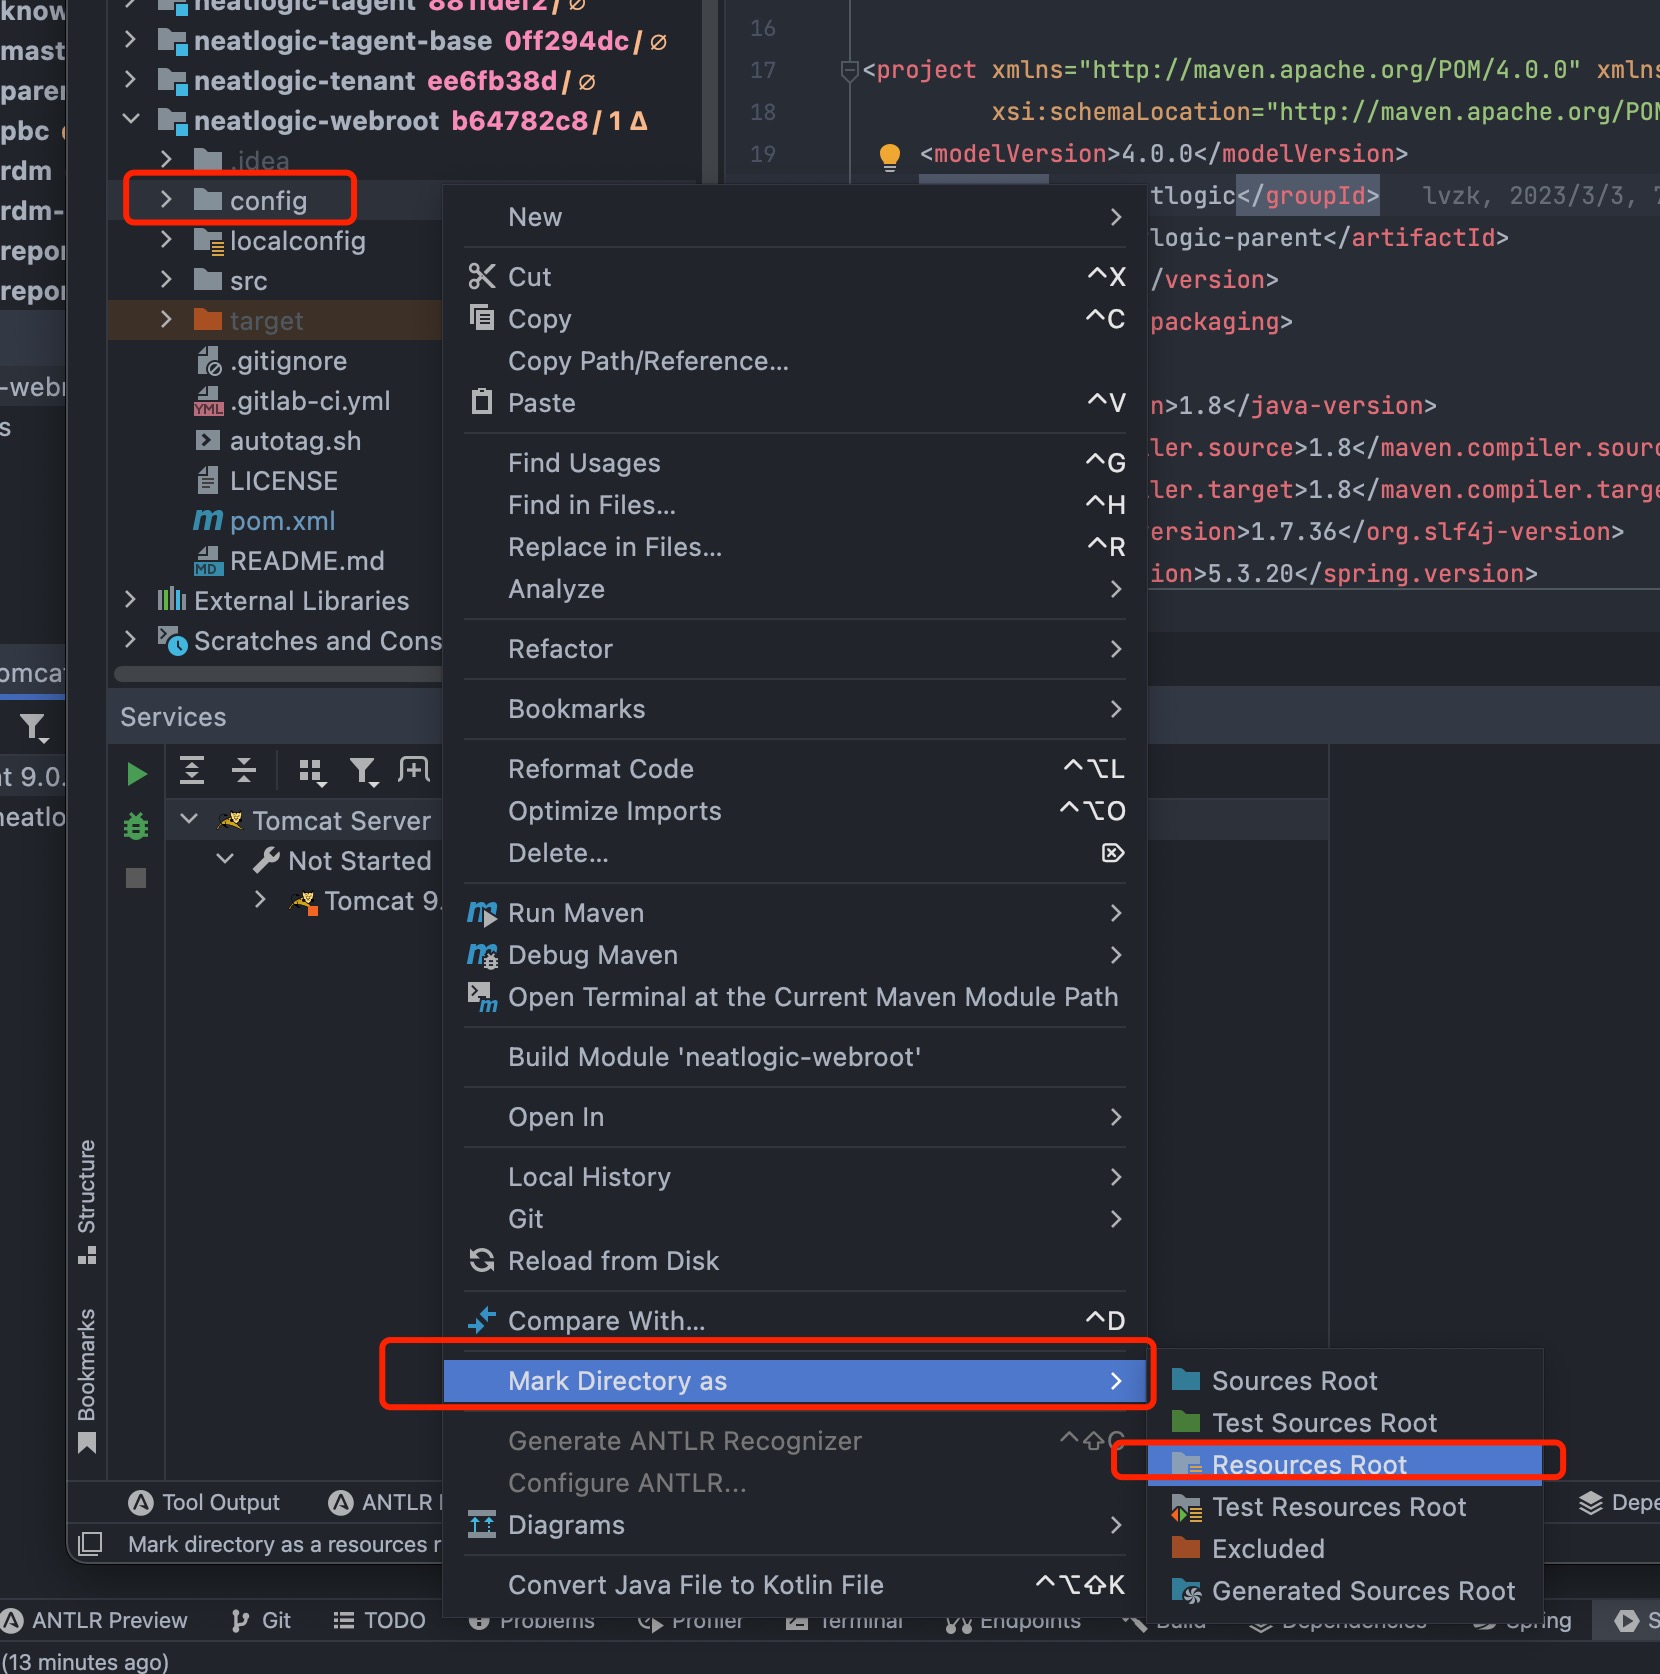 know
mast
parer
pbc
rdm
rdm-
repor
repor
-webr
s
omcat
t 9.0.
neatlo
neatlogic-tagent 881fdef2/ ∅
neatlogic-tagent-base 0ff294dc/ ∅
neatlogic-tenant ee6fb38d/ ∅
neatlogic-webroot b64782c8/ 1 Δ
.idea
config
localconfig
src
target
.gitignore
.gitlab-ci.yml
autotag.sh
LICENSE
pom.xml
README.md
External Libraries
Scratches and Cons
Services
Tomcat Server
Not Started
Tomcat 9.
Structure
Bookmarks
16
17 <project xmlns="http://maven.apache.org/POM/4.0.0" xmlns
18 xsi:schemaLocation="http://maven.apache.org/POM
19 <modelVersion>4.0.0</modelVersion>
tlogic</groupId> lvzk, 2023/3/3,
logic-parent</artifactId>
/version>
packaging>
n>1.8</java-version>
ler.source>1.8</maven.compiler.sourc
ler.target>1.8</maven.compiler.targe
ersion>1.7.36</org.slf4j-version>
ion>5.3.20</spring.version>
New
Cut ^X
Copy ^C
Copy Path/Reference...
Paste ^V
Find Usages ^G
Find in Files... ^H
Replace in Files... ^R
Analyze
Refactor
Bookmarks
Reformat Code ^⌥L
Optimize Imports ^⌥O
Delete... ⌦
Run Maven
Debug Maven
Open Terminal at the Current Maven Module Path
Build Module 'neatlogic-webroot'
Open In
Local History
Git
Reload from Disk
Compare With... ^D
Mark Directory as
Generate ANTLR Recognizer ^⇧G
Configure ANTLR...
Diagrams
Convert Java File to Kotlin File ^⌥⇧K
Sources Root
Test Sources Root
Resources Root
Test Resources Root
Excluded
Generated Sources Root
Tool Output ANTLR Depe
Mark directory as a resources r
ANTLR Preview Git TODO Problems Profiler Terminal Endpoints Build Dependencies Spring S
(13 minutes ago)